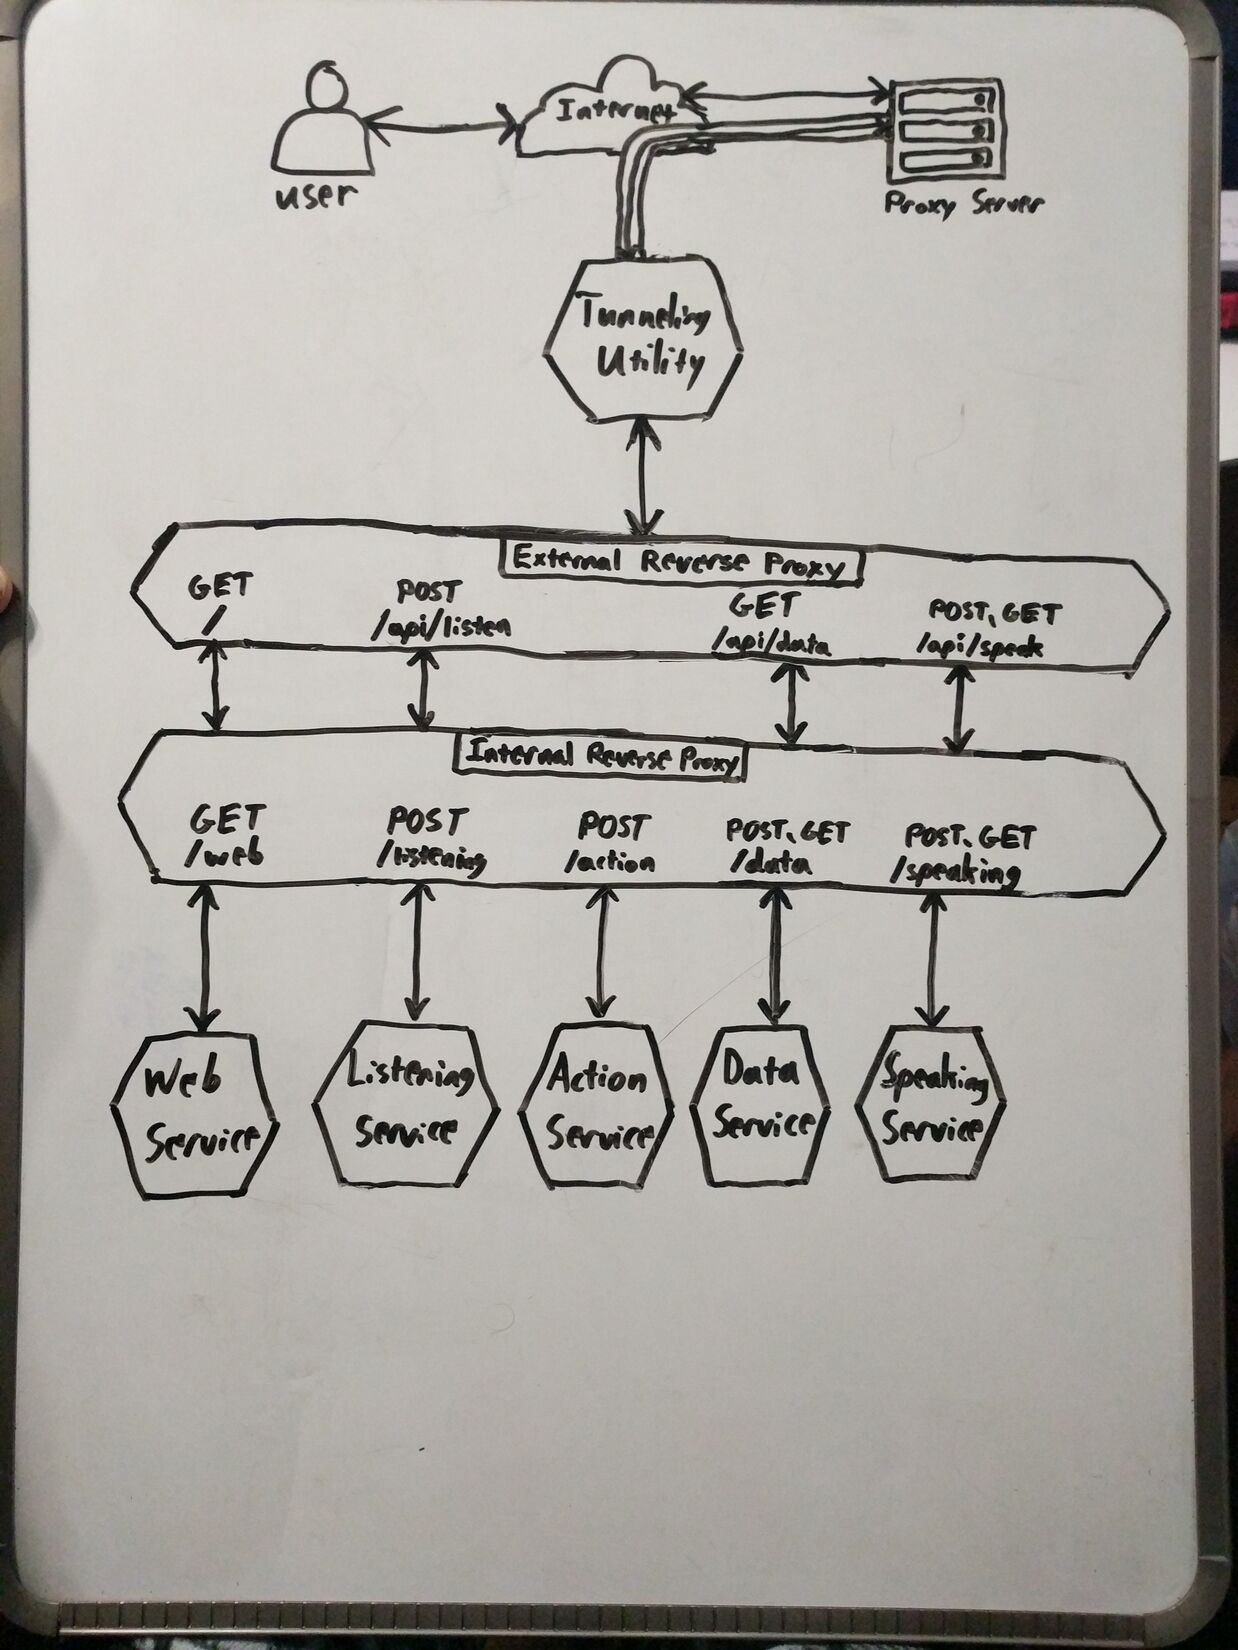 Internet
user
Proxy Server
Tunneling
Utility
External Reverse Proxy
GET
/
POST
/api/listen
GET
/api/data
POST, GET
/api/speak
Internal Reverse Proxy
GET
/web
POST
/listening
POST
/action
POST, GET
/data
POST, GET
/speaking
Web
Service
Listening
Service
Action
Service
Data
Service
Speaking
Service